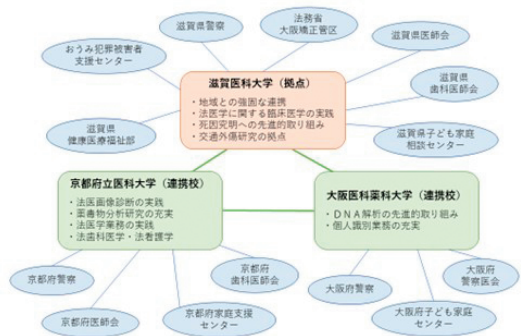 滋賀県警察
法務省
大阪矯正管区
滋賀県医師会
おうみ犯罪被害者
支援センター
滋賀県
歯科医師会
滋賀県
健康医療福祉部
滋賀県子ども家庭
相談センター
滋賀医科大学（拠点）
・地域との強固な連携
・法医学に関する臨床医学の実践
・死因究明への先進的取り組み
・交通外傷研究の拠点
京都府立医科大学（連携校）
・法医画像診断の実践
・薬毒物分析研究の充実
・法医学業務の実践
・法歯科医学・法看護学
大阪医科薬科大学（連携校）
・ＤＮＡ解析の先進的取り組み
・個人識別業務の充実
京都府警察
京都府医師会
京都府家庭支援
センター
京都府
歯科医師会
大阪府警察
大阪府子ども家庭
センター
大阪府
警察医会